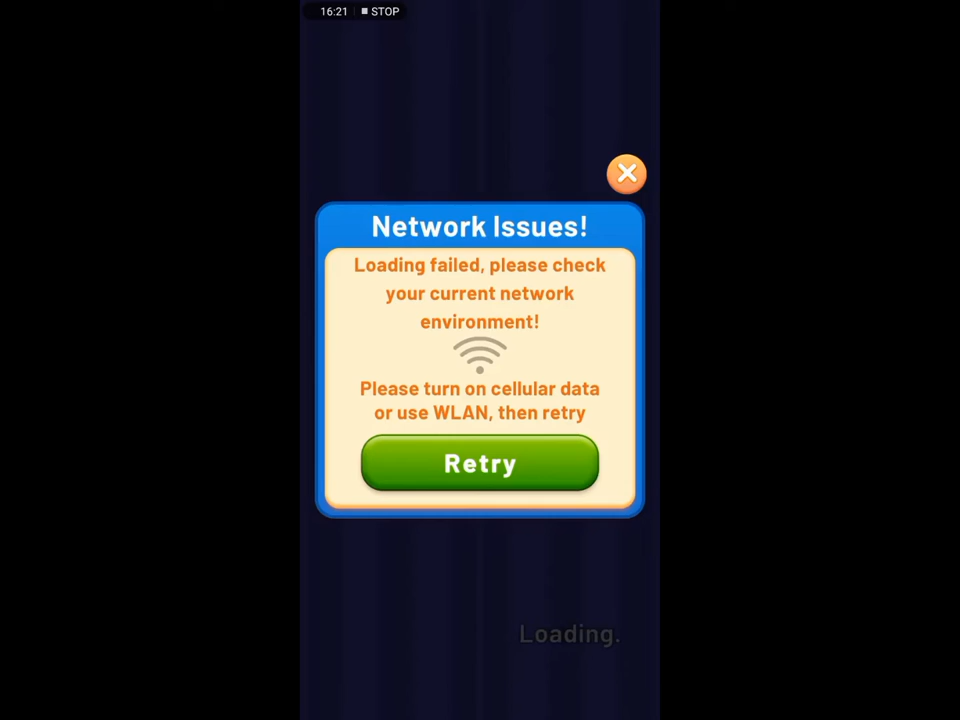 16:21 STOP
Network Issues!
Loading failed, please check
your current network
environment!
Please turn on cellular data
or use WLAN, then retry
Retry
Loading.